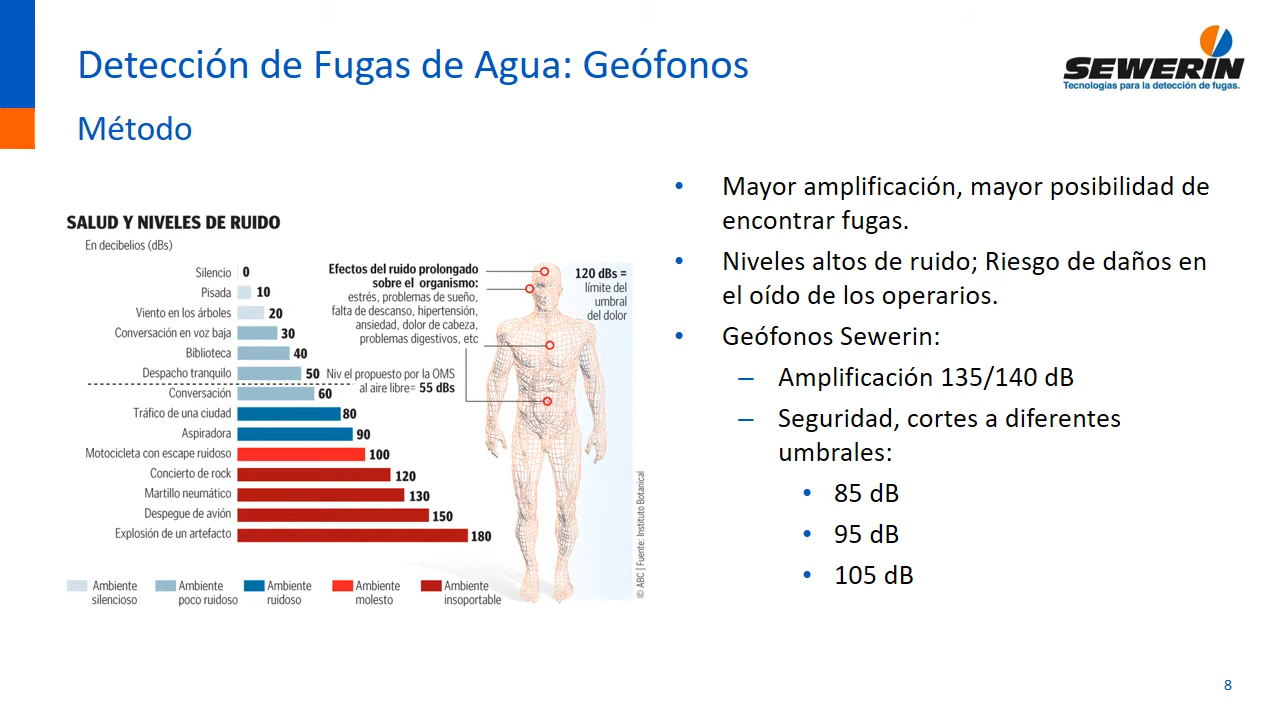 Detección de Fugas de Agua: Geófonos
SEWERIN
Tecnologías para la detección de fugas.
Método
SALUD Y NIVELES DE RUIDO
En decibelios (dBs)
Silencio 0
Pisada 10
Viento en los árboles 20
Conversación en voz baja 30
Biblioteca 40
Despacho tranquilo 50
Conversación 60
Tráfico de una ciudad 80
Aspiradora 90
Motocicleta con escape ruidoso 100
Concierto de rock 120
Martillo neumático 130
Despegue de avión 150
Explosión de un artefacto 180
Efectos del ruido prolongado
sobre el organismo:
estrés, problemas de sueño,
falta de descanso, hipertensión,
ansiedad, dolor de cabeza,
problemas digestivos, etc
Niv el propuesto por la OMS
al aire libre= 55 dBs
120 dBs =
límite del
umbral
del dolor
Ambiente
silencioso
Ambiente
poco ruidoso
Ambiente
ruidoso
Ambiente
molesto
Ambiente
insoportable
© ABC | Fuente: Instituto Botanical
• Mayor amplificación, mayor posibilidad de
encontrar fugas.
• Niveles altos de ruido; Riesgo de daños en
el oído de los operarios.
• Geófonos Sewerin:
– Amplificación 135/140 dB
– Seguridad, cortes a diferentes
umbrales:
• 85 dB
• 95 dB
• 105 dB
8